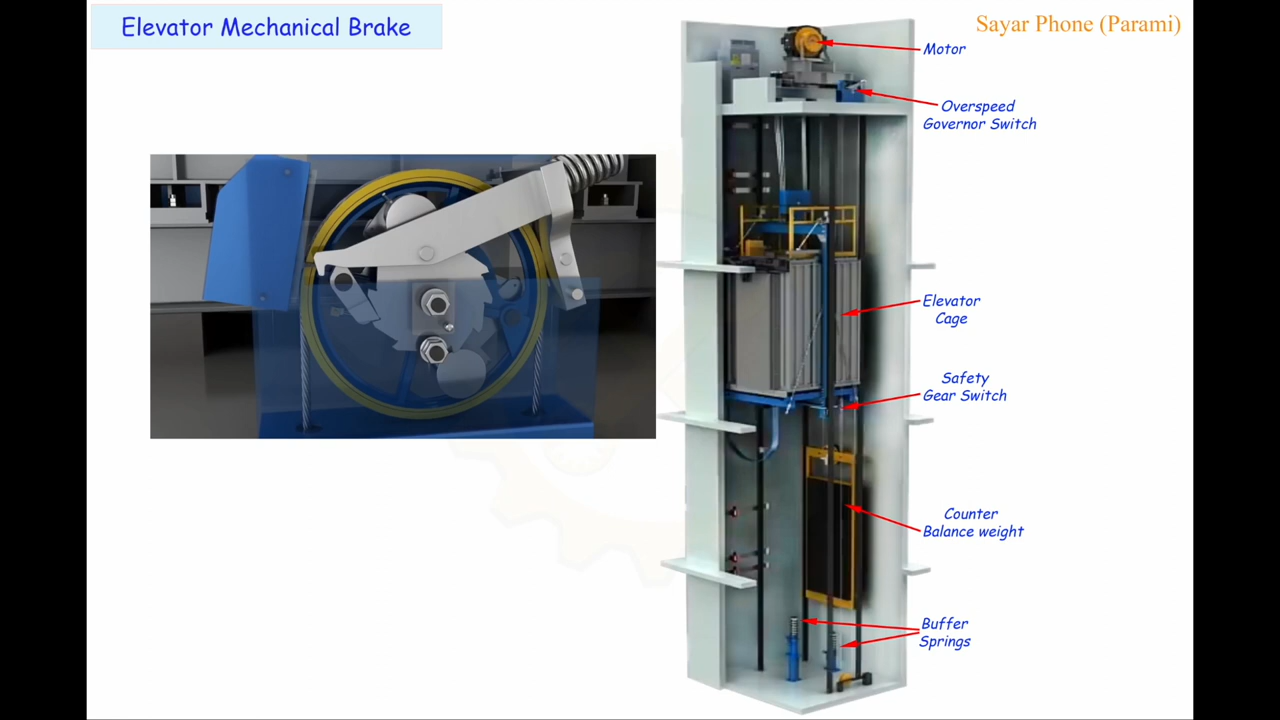 Elevator Mechanical Brake
Sayar Phone (Parami)
Motor
Overspeed
Governor Switch
Elevator
Cage
Safety
Gear Switch
Counter
Balance weight
Buffer
Springs